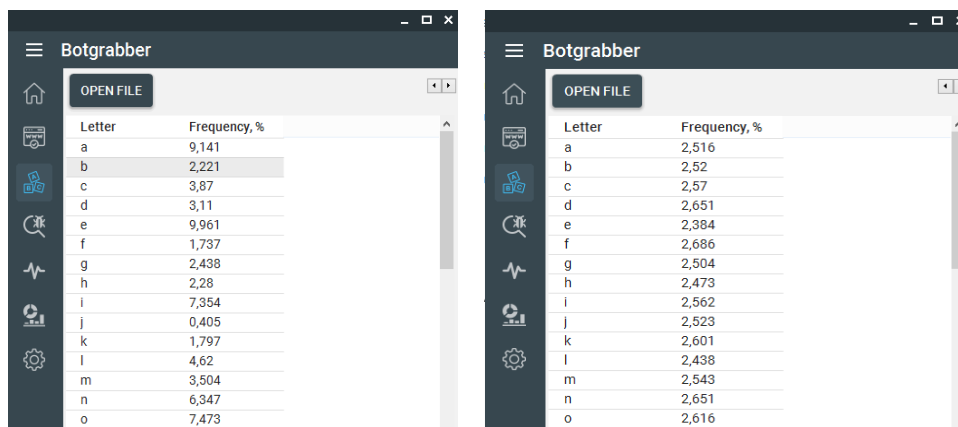 Botgrabber
OPEN FILE
Letter Frequency, %
a 9,141
b 2,221
c 3,87
d 3,11
e 9,961
f 1,737
g 2,438
h 2,28
i 7,354
j 0,405
k 1,797
l 4,62
m 3,504
n 6,347
o 7,473
Botgrabber
OPEN FILE
Letter Frequency, %
a 2,516
b 2,52
c 2,57
d 2,651
e 2,384
f 2,686
g 2,504
h 2,473
i 2,562
j 2,523
k 2,601
l 2,438
m 2,543
n 2,651
o 2,616